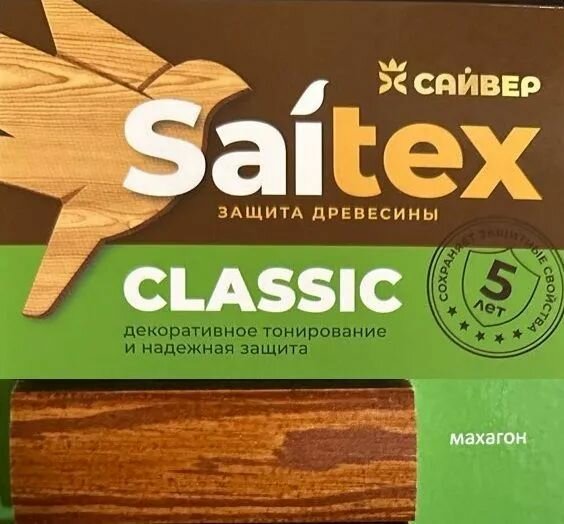 САЙВЕР
Saitex
ЗАЩИТА ДРЕВЕСИНЫ
CLASSIC
декоративное тонирование
и надежная защита
СОХРАНЯЕТ ЗАЩИТНЫЕ СВОЙСТВА
5
лет
махагон